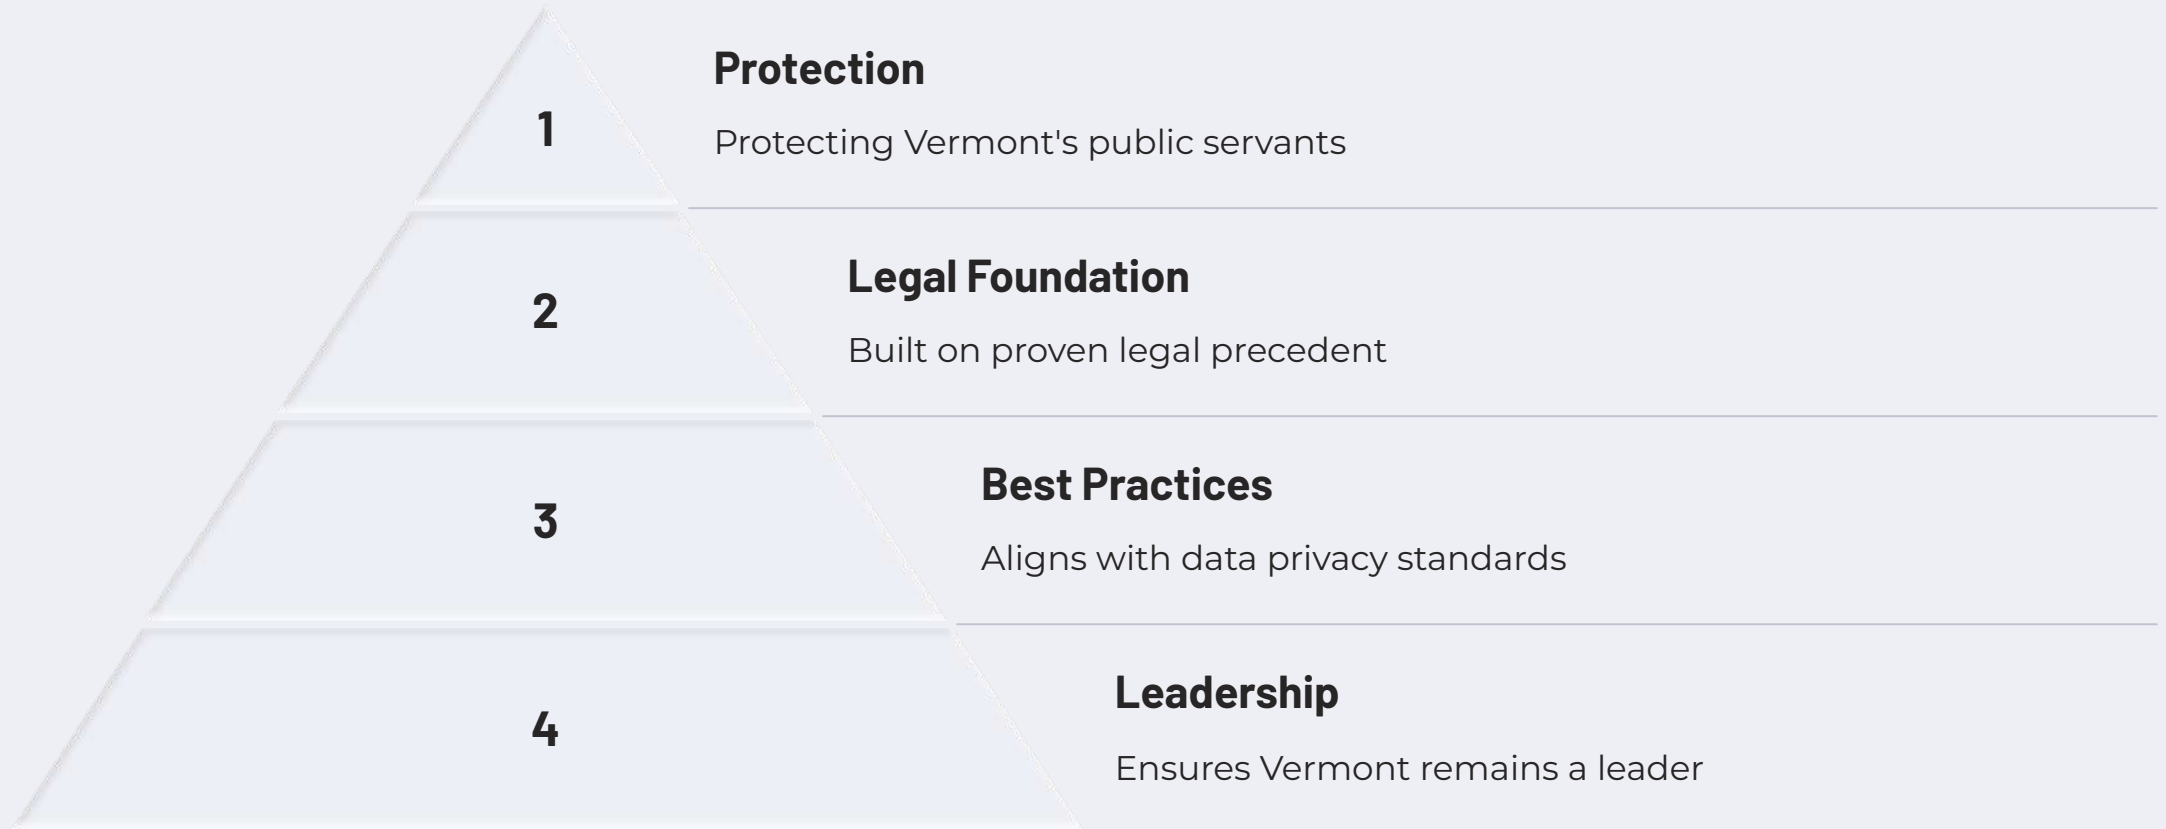 1
Protection
Protecting Vermont's public servants
2
Legal Foundation
Built on proven legal precedent
3
Best Practices
Aligns with data privacy standards
4
Leadership
Ensures Vermont remains a leader